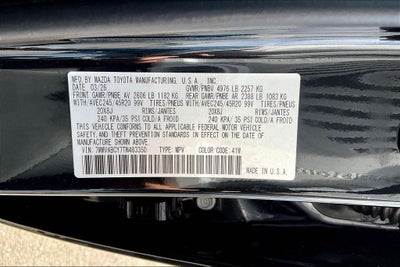 MFD BY MAZDA TOYOTA MANUFACTURING, U.S.A., INC.
DATE: 03/26 GVWR/PNBV 4976 LB 2257 KG
FRONT GAWR/PNBE AV 2606 LB 1182 KG REAR GAWR/PNBE AR 2388 LB 1083 KG
WITH/AVEC245/45R20 99V TIRES/PNEUS WITH/AVEC245/45R20 99V TIRES/PNEUS
20X8J RIMS/JANTES 20X8J RIMS/JANTES
240 KPA/35 PSI COLD/FROID 240 KPA/35 PSI COLD/FROID
THIS VEHICLE CONFORMS TO ALL APPLICABLE FEDERAL MOTOR VEHICLE
SAFETY AND THEFT PREVENTION STANDARDS IN EFFECT ON THE DATE OF
MANUFACTURE SHOWN ABOVE.
TYPE: MPV COLOR CODE: 41W
MADE IN U.S.A.